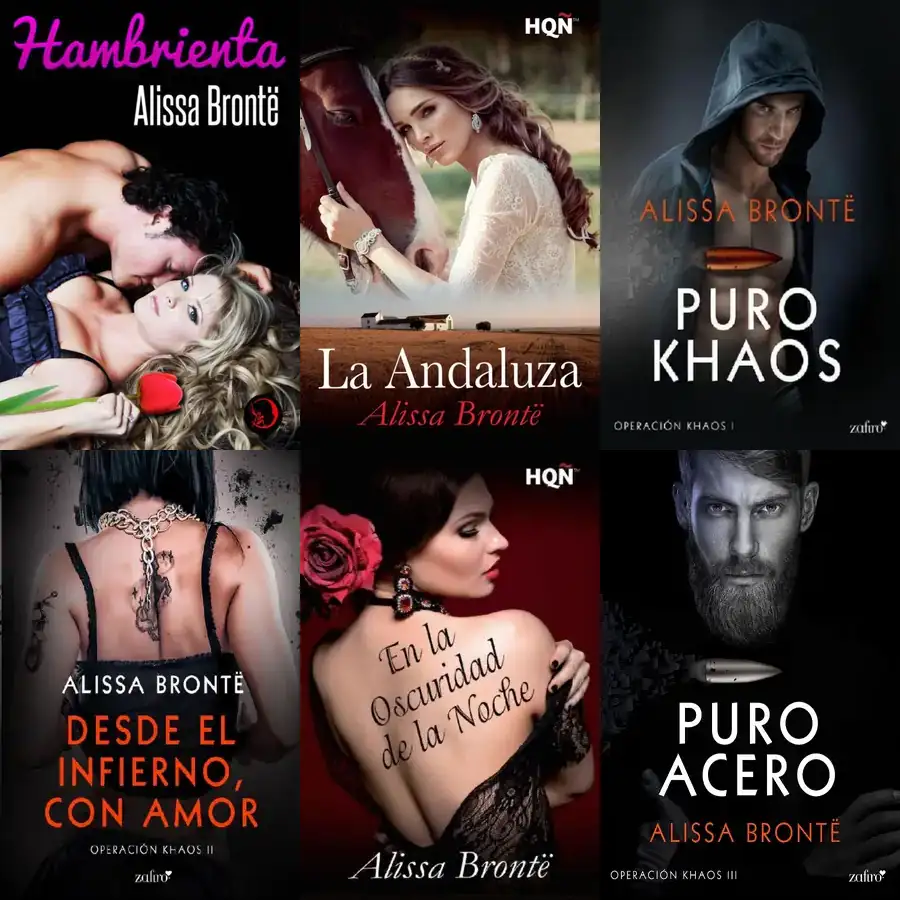 Hambrienta
Alissa Brontë
HQÑ
La Andaluza
Alissa Brontë
ALISSA BRONTË
PURO
KHAOS
OPERACIÓN KHAOS I
zafiro
ALISSA BRONTË
DESDE EL
INFIERNO,
CON AMOR
OPERACIÓN KHAOS II
zafiro
HQÑ
En la
Oscuridad
de la Noche
Alissa Brontë
PURO
ACERO
ALISSA BRONTË
OPERACIÓN KHAOS III
zafiro